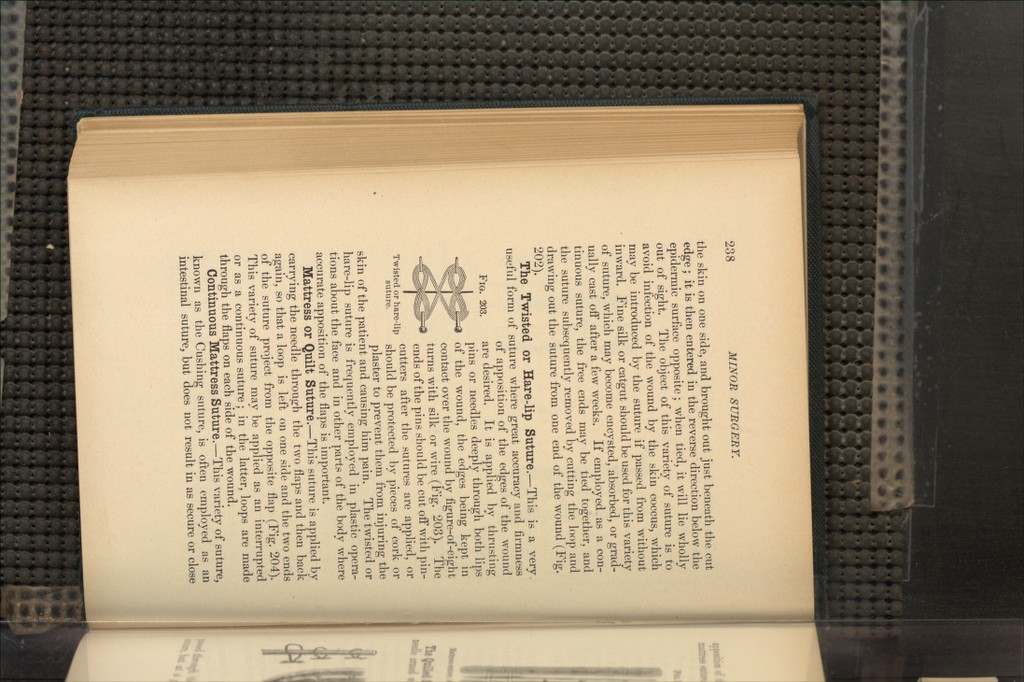 238
MINOR SURGERY.
the skin on one side, and brought out just beneath the cut
edge; it is then entered in the reverse direction below the
epidermic surface opposite; when tied, it will lie wholly
out of sight. The object of this variety of suture is to
avoid infection of the wound by the skin coccus, which
may be introduced by the suture if passed from without
inward. Fine silk or catgut should be used for this variety
of suture, which may become encysted, absorbed, or grad-
ually cast off after a few weeks. If employed as a con-
tinuous suture, the free ends may be tied together, and
the suture subsequently removed by cutting the loop and
drawing out the suture from one end of the wound (Fig.
202).
The Twisted or Hare-lip Suture.—This is a very
useful form of suture where great accuracy and firmness
of apposition of the edges of the wound
are desired. It is applied by thrusting
pins or needles deeply through both lips
of the wound, the edges being kept in
contact over the wound by figure-of-eight
turns with silk or wire (Fig. 203). The
ends of the pins should be cut off with pin-
cutters after the sutures are applied, or
should be protected by pieces of cork or
plaster to prevent them from injuring the
Fig. 203.
Twisted or hare-lip
suture.
skin of the patient and causing him pain. The twisted or
hare-lip suture is frequently employed in plastic opera-
tions about the face and in other parts of the body where
accurate apposition of the flaps is important.
Mattress or Quilt Suture.—This suture is applied by
carrying the needle through the two flaps and then back
again, so that a loop is left on one side and the two ends
of the suture project from the opposite flap (Fig. 204).
This variety of suture may be applied as an interrupted
or as a continuous suture; in the latter, loops are made
through the flaps on each side of the wound.
Continuous Mattress Suture.—This variety of suture,
known as the Cushing suture, is often employed as an
intestinal suture, but does not result in as secure or close